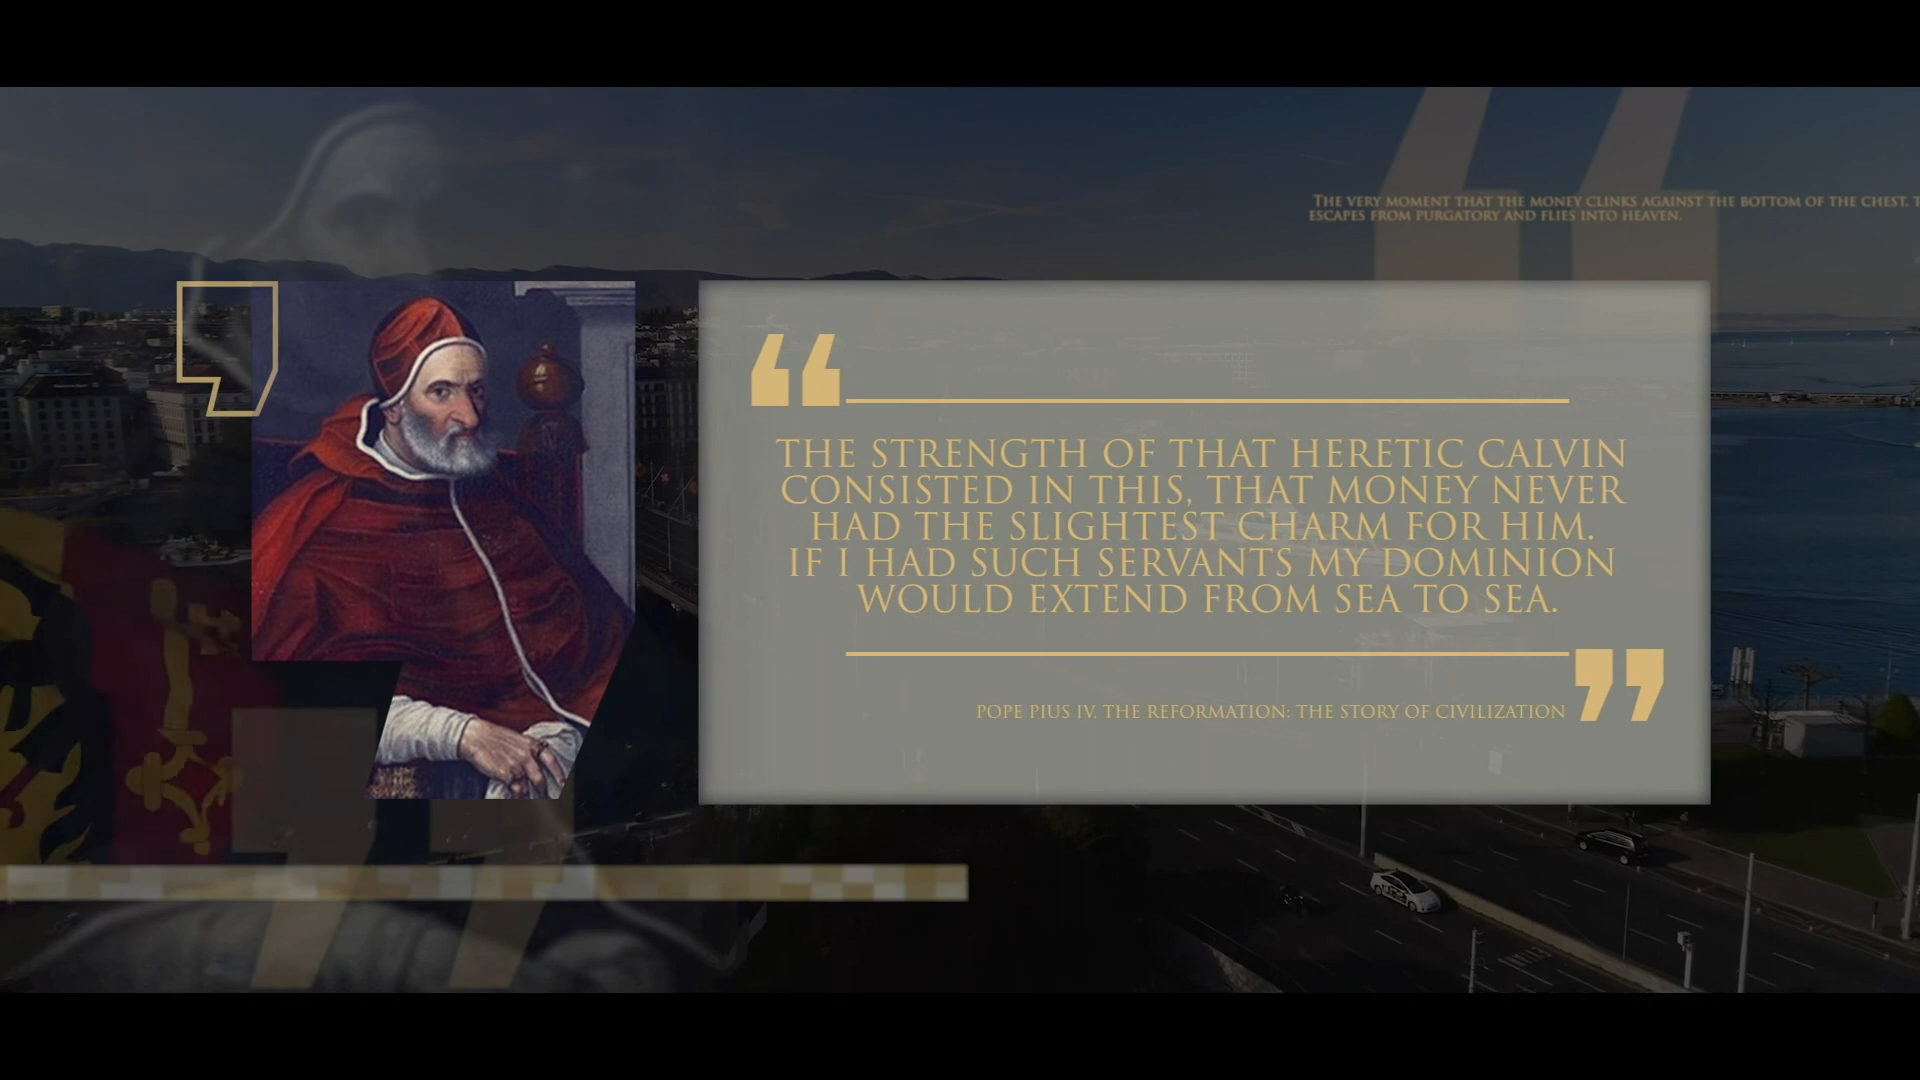 THE VERY MOMENT THAT THE MONEY CLINKS AGAINST THE BOTTOM OF THE CHEST,
ESCAPES FROM PURGATORY AND FLIES INTO HEAVEN.
“
THE STRENGTH OF THAT HERETIC CALVIN
CONSISTED IN THIS, THAT MONEY NEVER
HAD THE SLIGHTEST CHARM FOR HIM.
IF I HAD SUCH SERVANTS MY DOMINION
WOULD EXTEND FROM SEA TO SEA.
”
POPE PIUS IV, THE REFORMATION: THE STORY OF CIVILIZATION